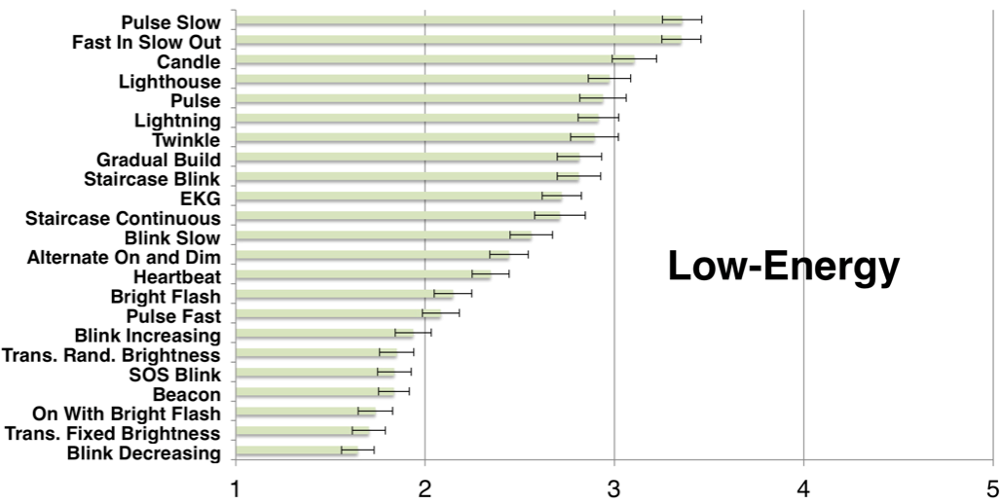 Pulse Slow
Fast In Slow Out
Candle
Lighthouse
Pulse
Lightning
Twinkle
Gradual Build
Staircase Blink
EKG
Staircase Continuous
Blink Slow
Alternate On and Dim
Low-Energy
Heartbeat
Bright Flash
Pulse Fast
Blink Increasing
Trans. Rand. Brightness
SOS Blink
Beacon
On With Bright Flash
Trans. Fixed Brightness
Blink Decreasing
1 2 3 4 5